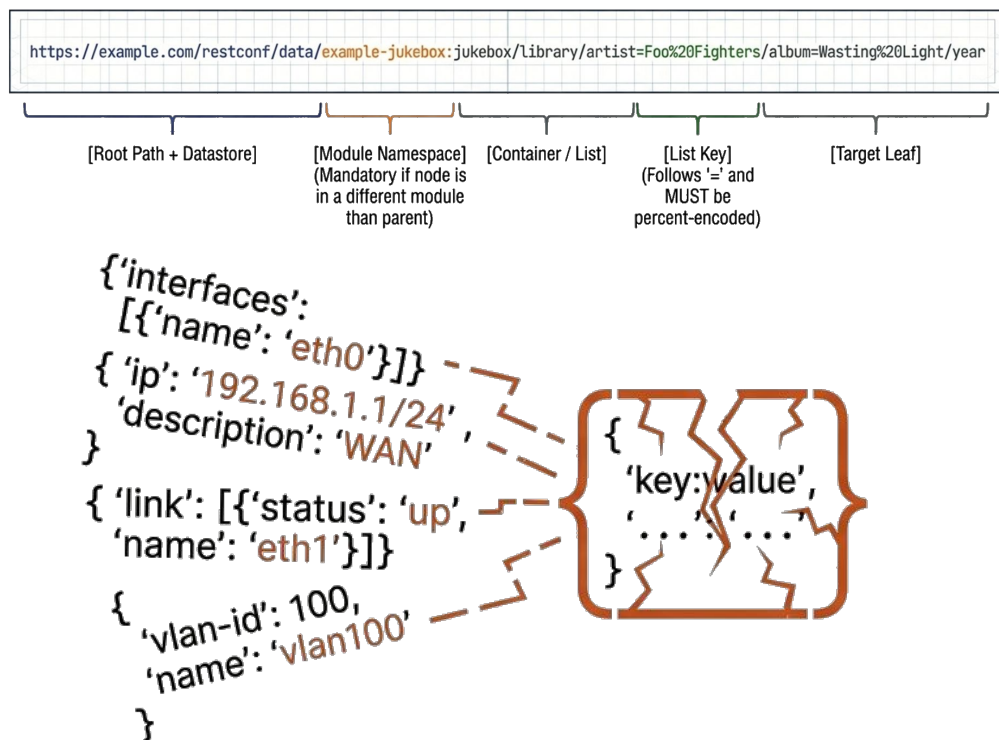 https://example.com/restconf/data/example-jukebox:jukebox/library/artist=Foo%20Fighters/album=Wasting%20Light/year
[Root Path + Datastore]
[Module Namespace]
(Mandatory if node is
in a different module
than parent)
[Container / List]
[List Key]
(Follows '=' and
MUST be
percent-encoded)
[Target Leaf]
{‘interfaces’:
[{‘name’: ‘eth0’}]}
{ ‘ip’: ‘192.168.1.1/24’ ,
‘description’: ‘WAN’
}
{ ‘link’: [{‘status’: ‘up’,
‘name’: ‘eth1’}]}
{
‘vlan-id’: 100,
‘name’: ‘vlan100’
}
{
‘key:value’,
‘. . . .’: ‘. . .’
}